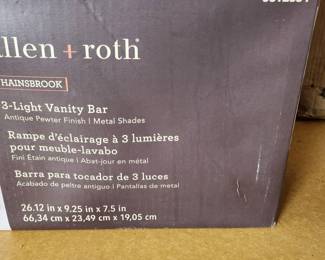 allen + roth
HAINSBROOK
3-Light Vanity Bar
Antique Pewter Finish | Metal Shades
Rampe d'éclairage à 3 lumières
pour meuble-lavabo
Fini Étain antique | Abat-jour en métal
Barra para tocador de 3 luces
Acabado de peltre antiguo | Pantallas de metal
26.12 in x 9.25 in x 7.5 in
66,34 cm x 23,49 cm x 19,05 cm